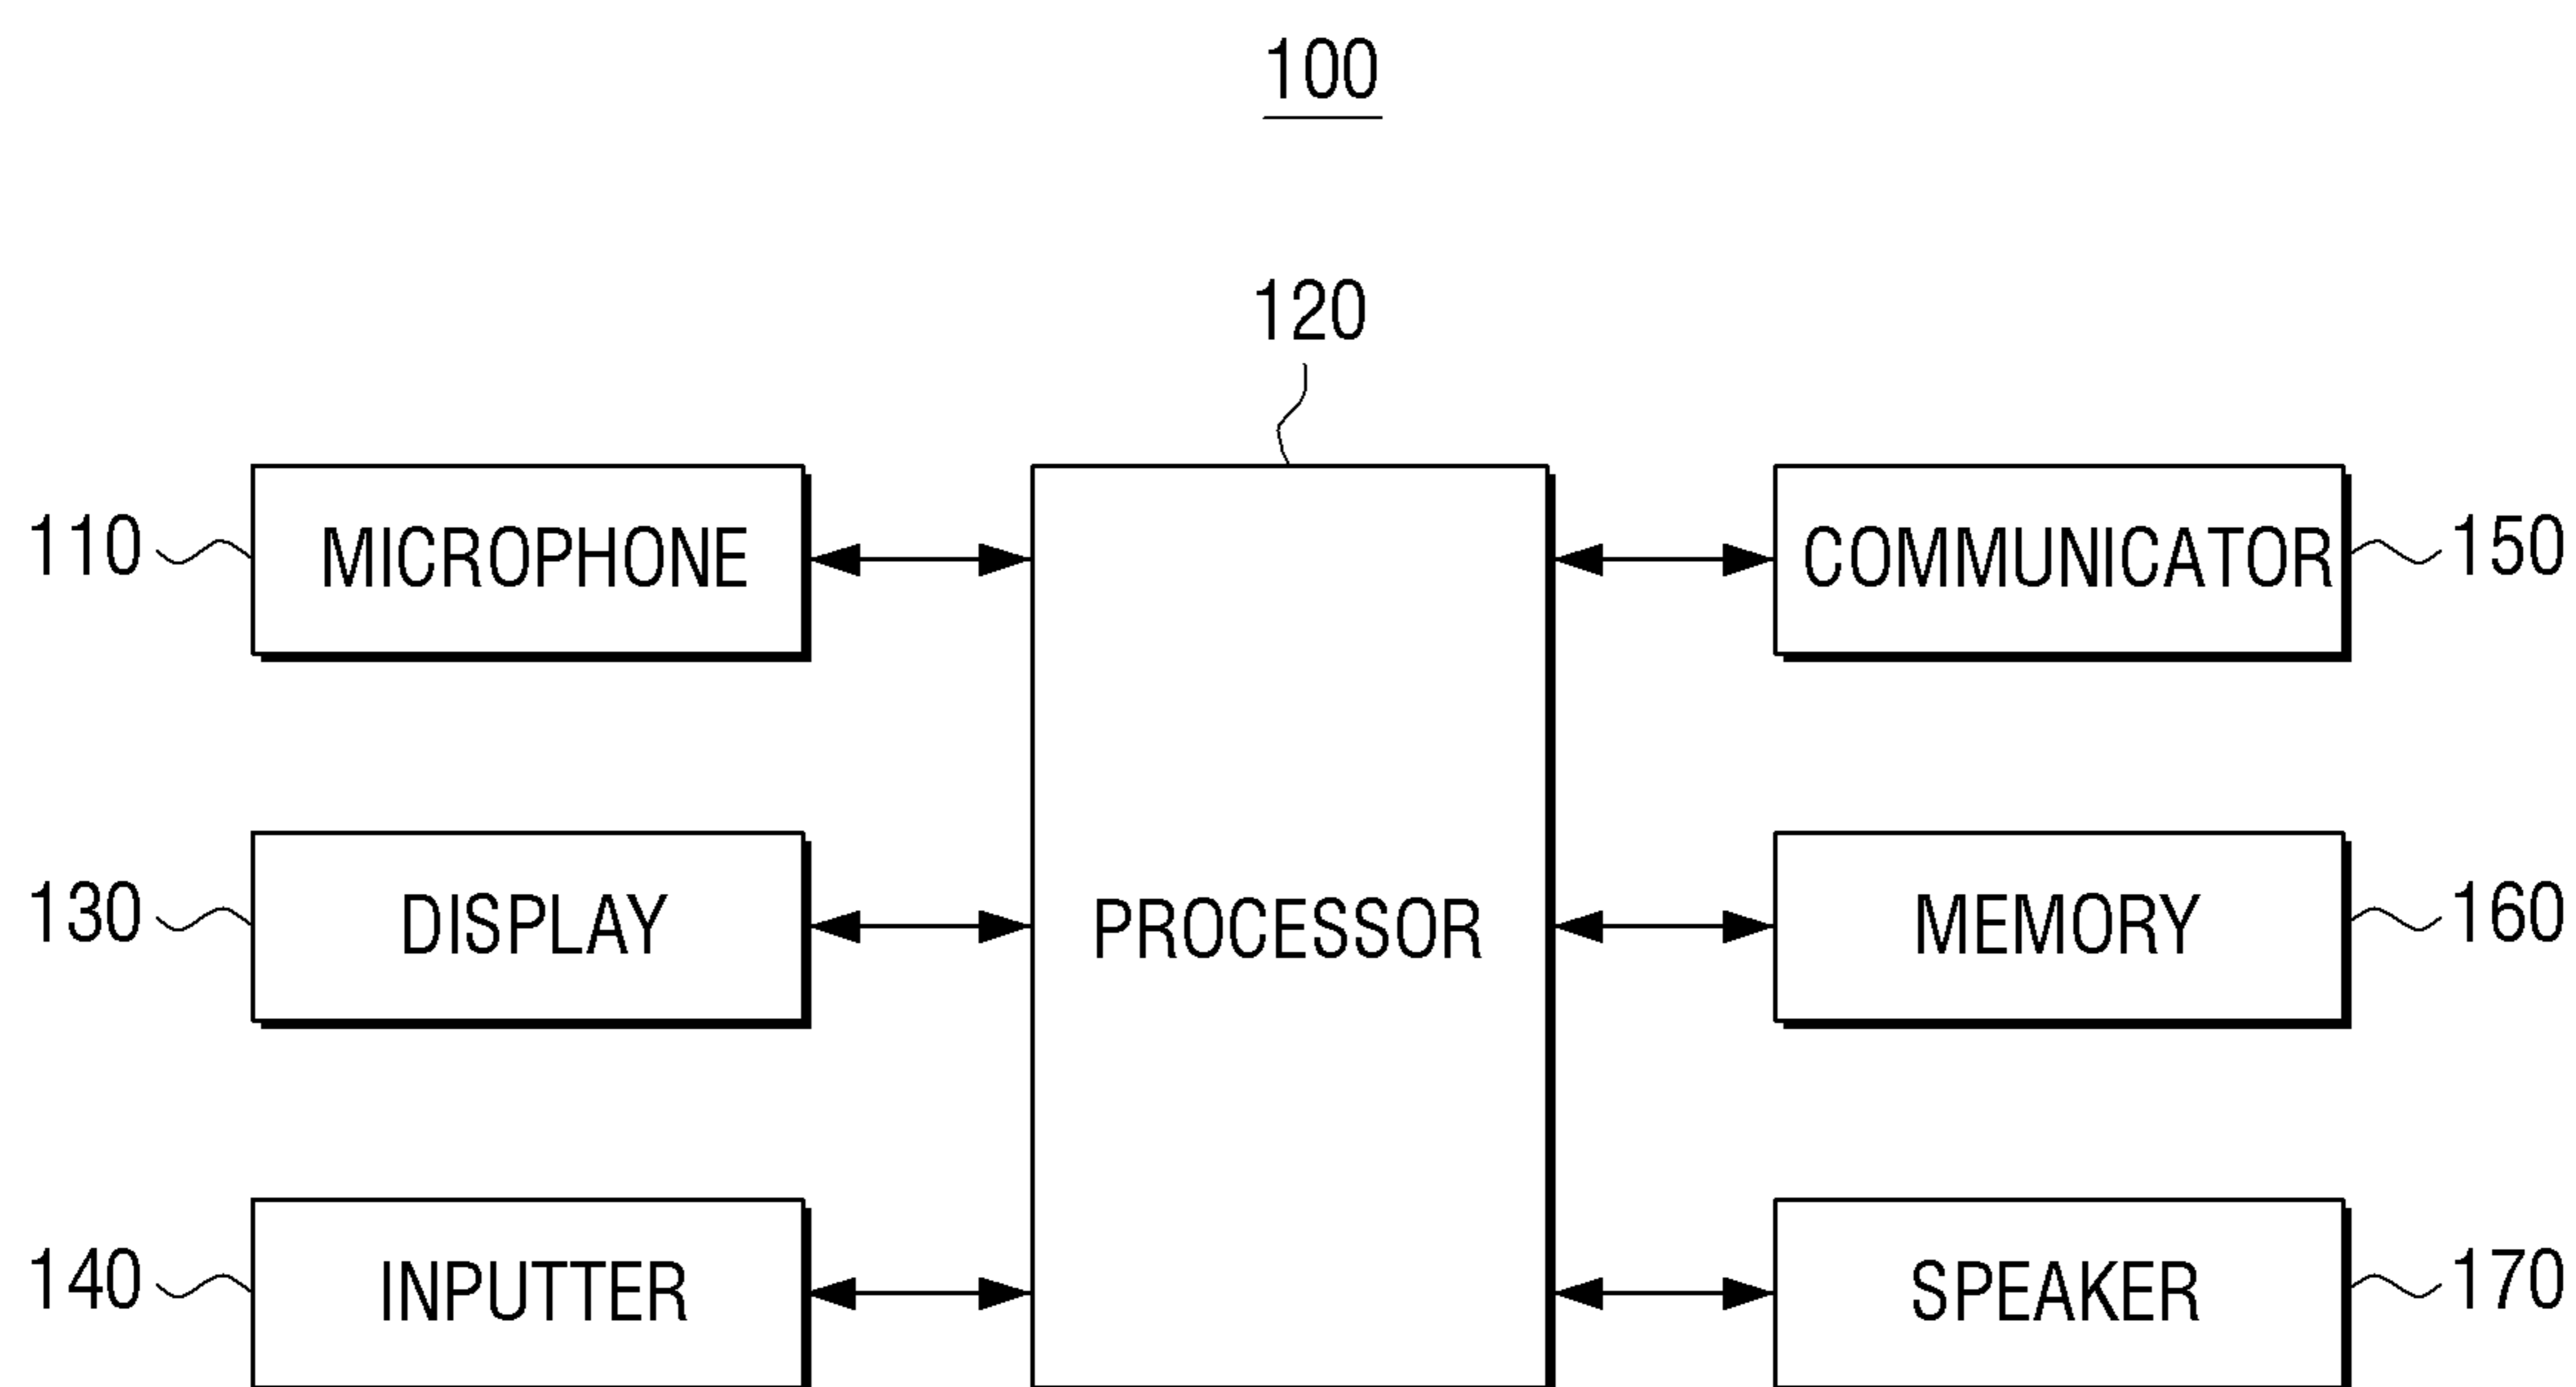 100
120
110 MICROPHONE COMMUNICATOR 150
130 DISPLAY PROCESSOR MEMORY 160
140 INPUTTER SPEAKER 170